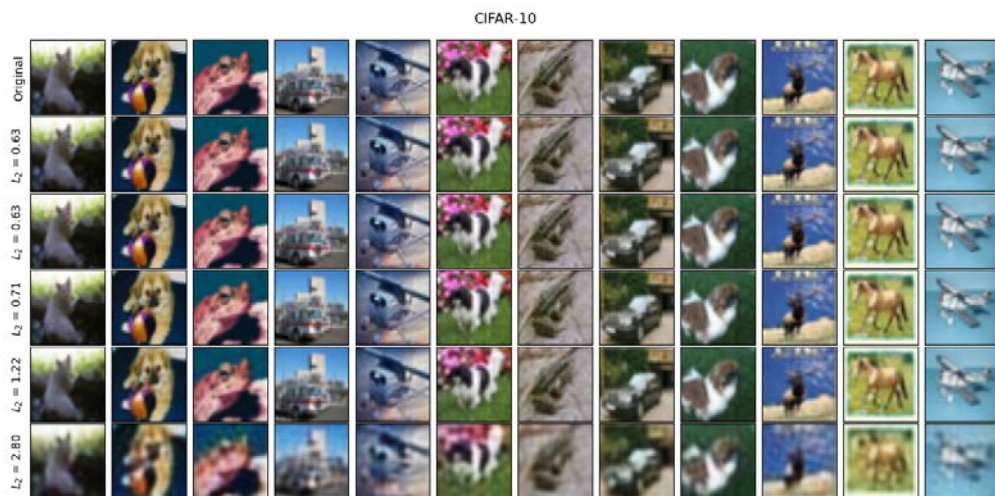 CIFAR-10
Original
L₂ = 0.63
L₂ = 0.63
L₂ = 0.71
L₂ = 1.22
L₂ = 2.80